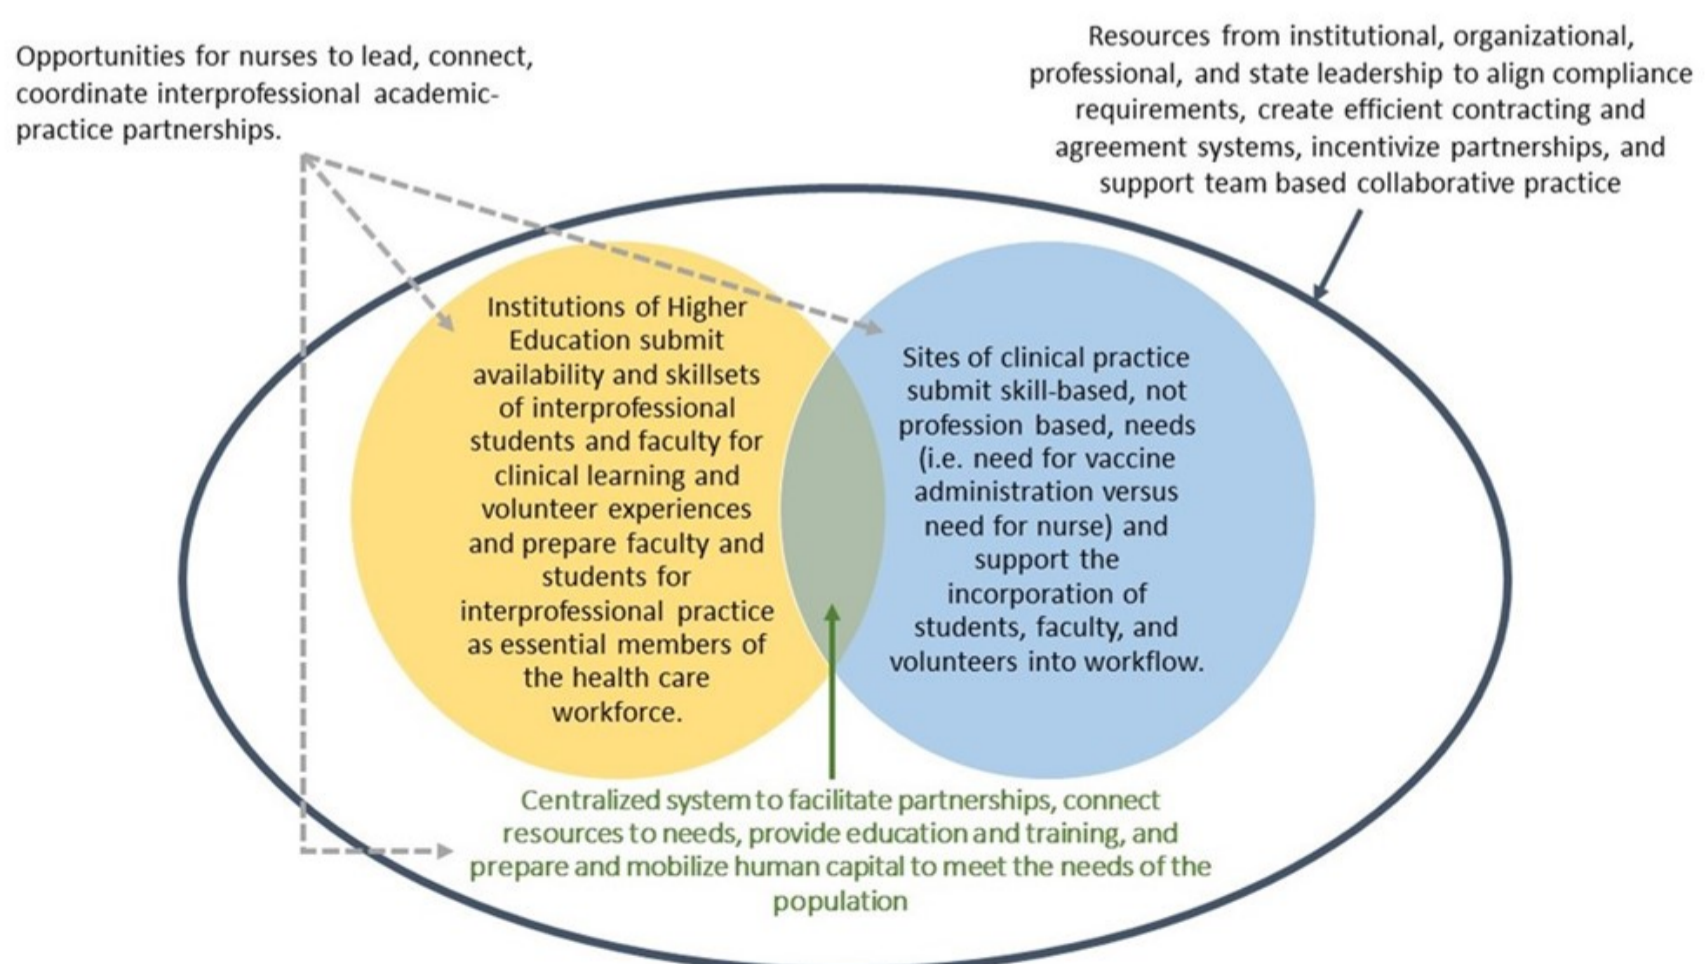 Opportunities for nurses to lead, connect,
coordinate interprofessional academic-
practice partnerships.
Resources from institutional, organizational,
professional, and state leadership to align compliance
requirements, create efficient contracting and
agreement systems, incentivize partnerships, and
support team based collaborative practice
Institutions of Higher
Education submit
availability and skillsets
of interprofessional
students and faculty for
clinical learning and
volunteer experiences
and prepare faculty and
students for
interprofessional practice
as essential members of
the health care
workforce.
Sites of clinical practice
submit skill-based, not
profession based, needs
(i.e. need for vaccine
administration versus
need for nurse) and
support the
incorporation of
students, faculty, and
volunteers into workflow.
Centralized system to facilitate partnerships, connect
resources to needs, provide education and training, and
prepare and mobilize human capital to meet the needs of the
population